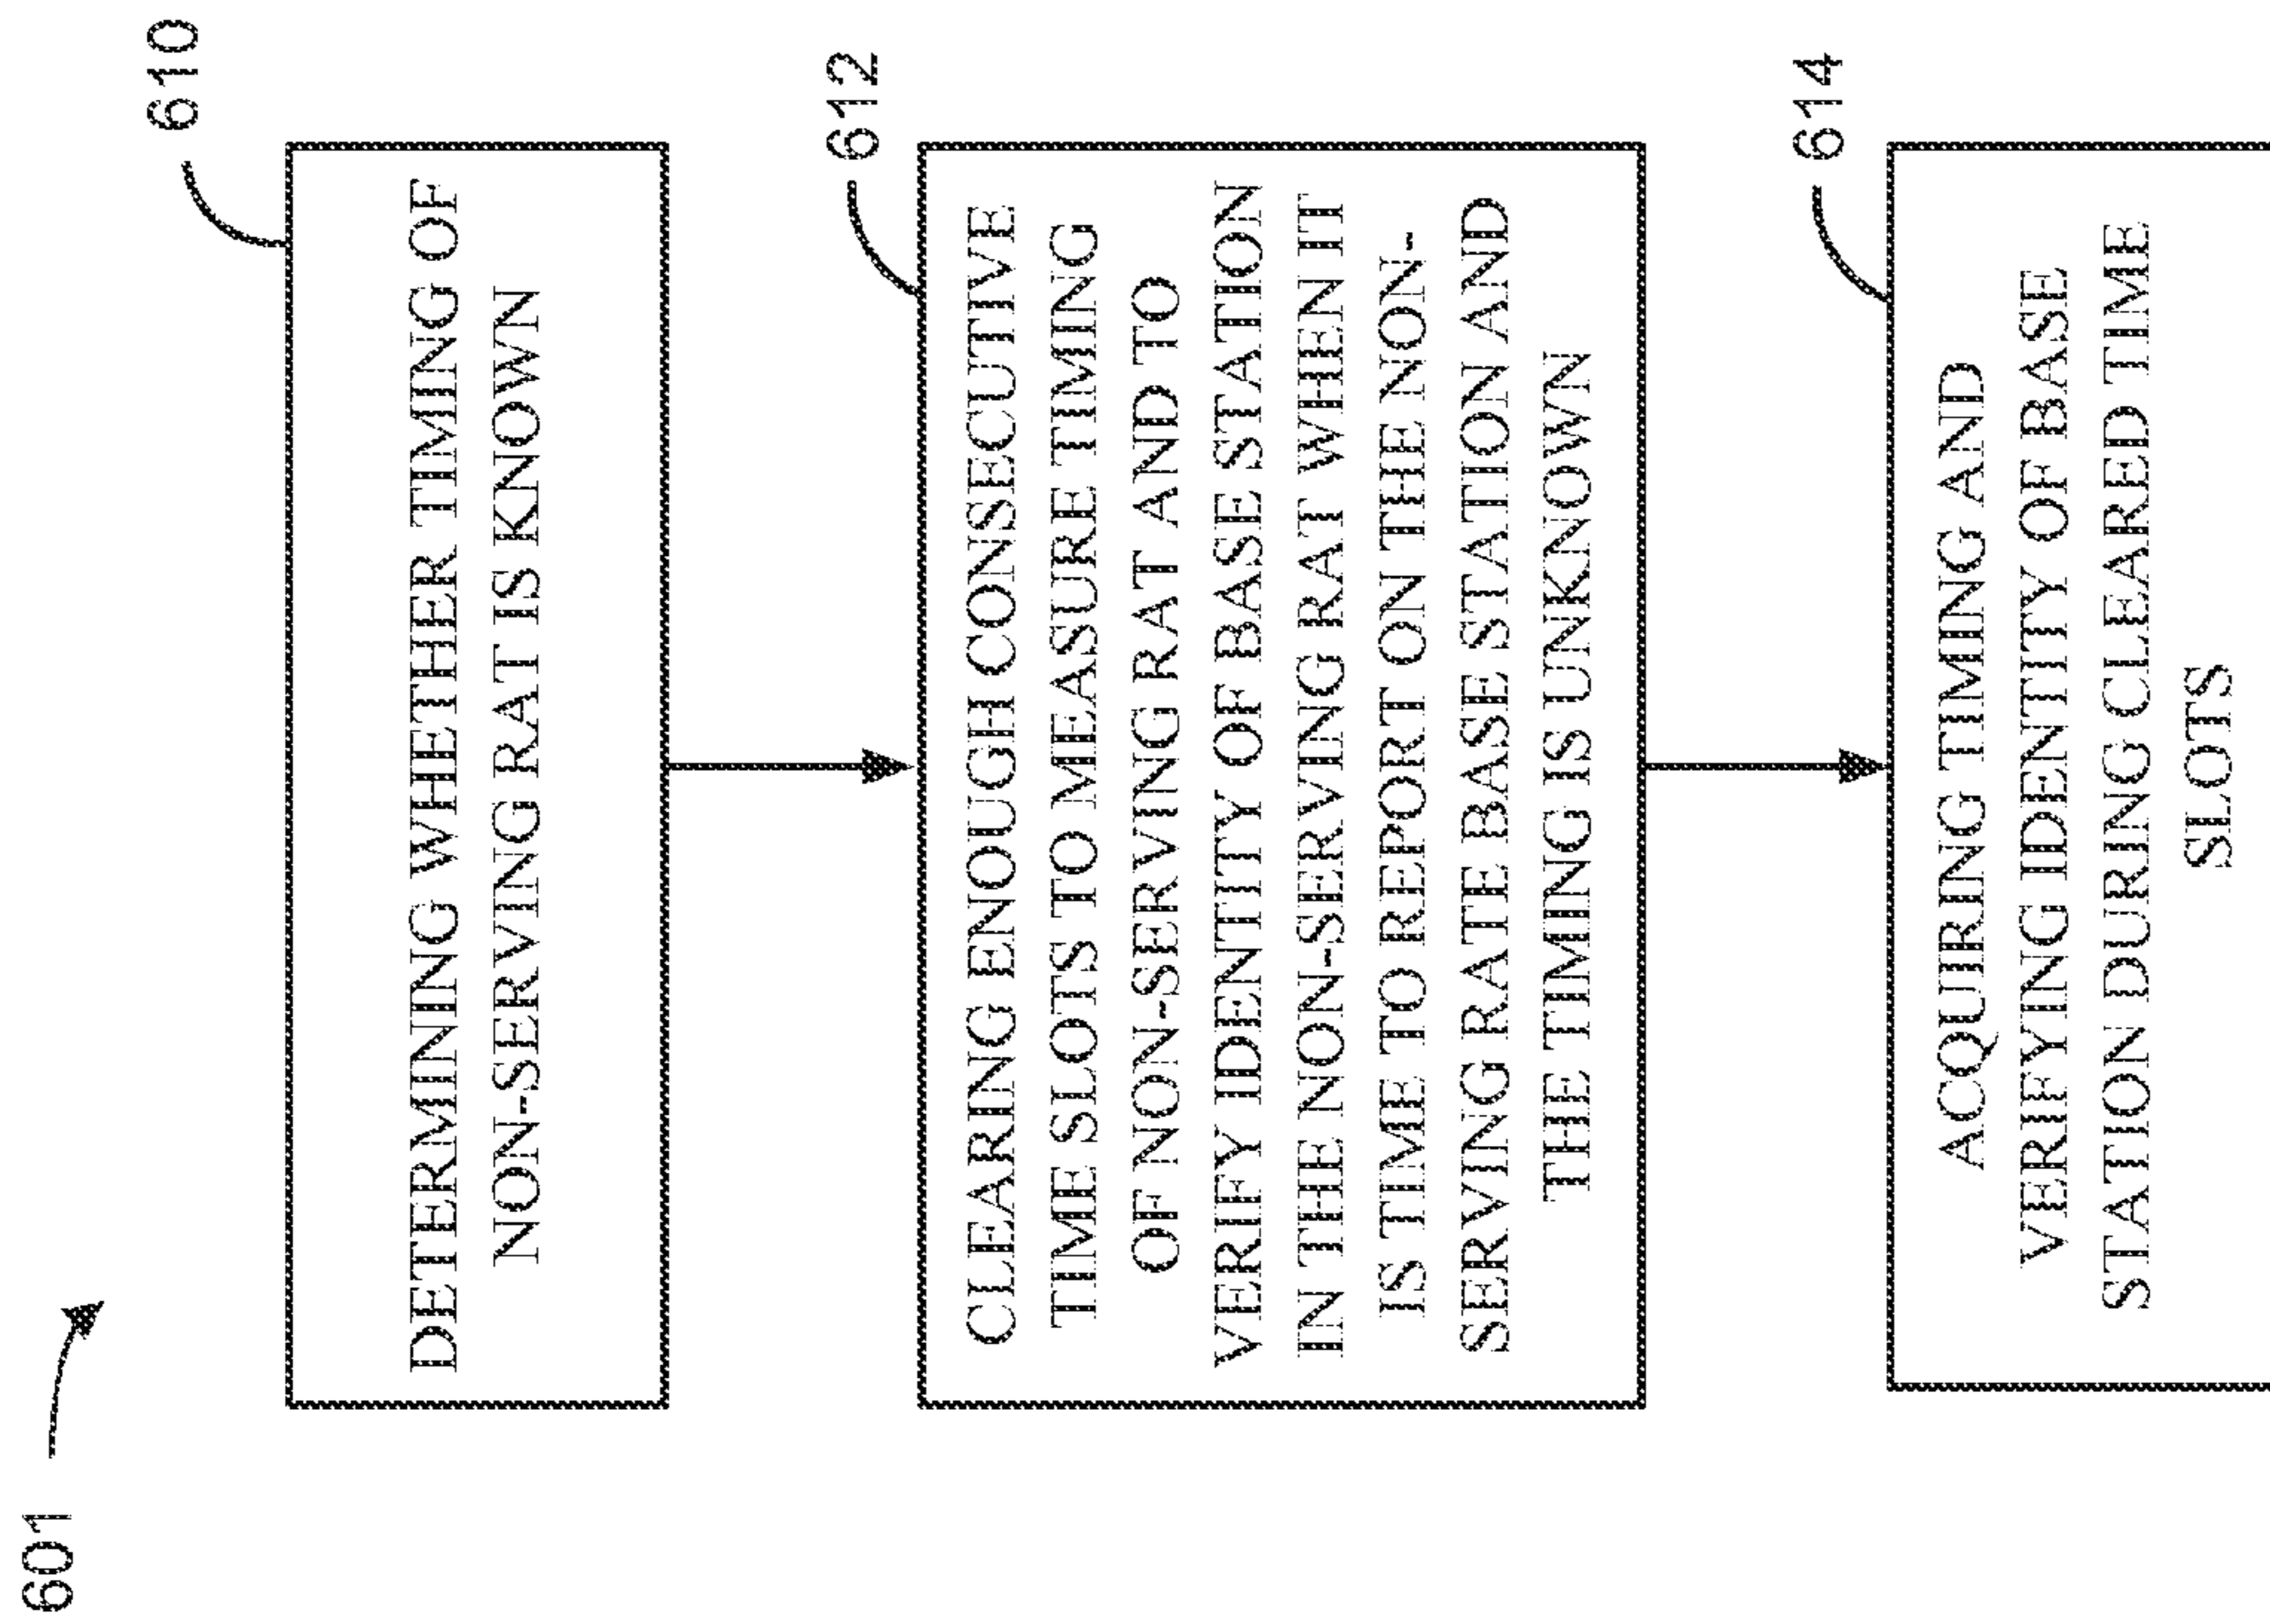 601
610
DETERMINING WHETHER TIMING OF
NON-SERVING RAT IS KNOWN
612
CLEARING ENOUGH CONSECUTIVE
TIME SLOTS TO MEASURE TIMING
OF NON-SERVING RAT AND TO
VERIFY IDENTITY OF BASE STATION
IN THE NON-SERVING RAT WHEN IT
IS TIME TO REPORT ON THE NON-
SERVING RATE BASE STATION AND
THE TIMING IS UNKNOWN
614
ACQUIRING TIMING AND
VERIFYING IDENTITY OF BASE
STATION DURING CLEARED TIME
SLOTS